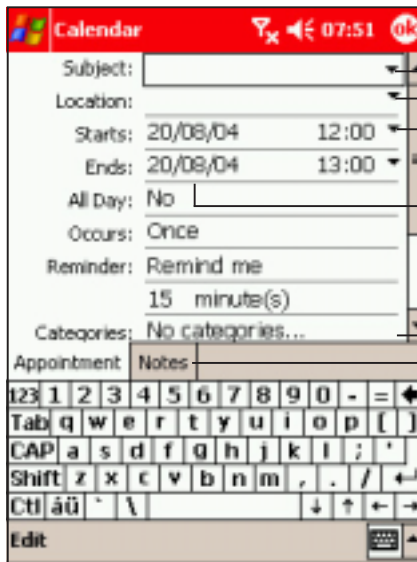 Calendar 07:51 ok
Subject:
Location:
Starts: 20/08/04 12:00
Ends: 20/08/04 13:00
All Day: No
Occurs: Once
Reminder: Remind me
15 minute(s)
Categories: No categories...
Appointment Notes
123 1 2 3 4 5 6 7 8 9 0 - =
Tab q w e r t y u i o p [ ]
CAP a s d f g h j k l ; '
Shift z x c v b n m , . /
Ctl áü ` \
Edit